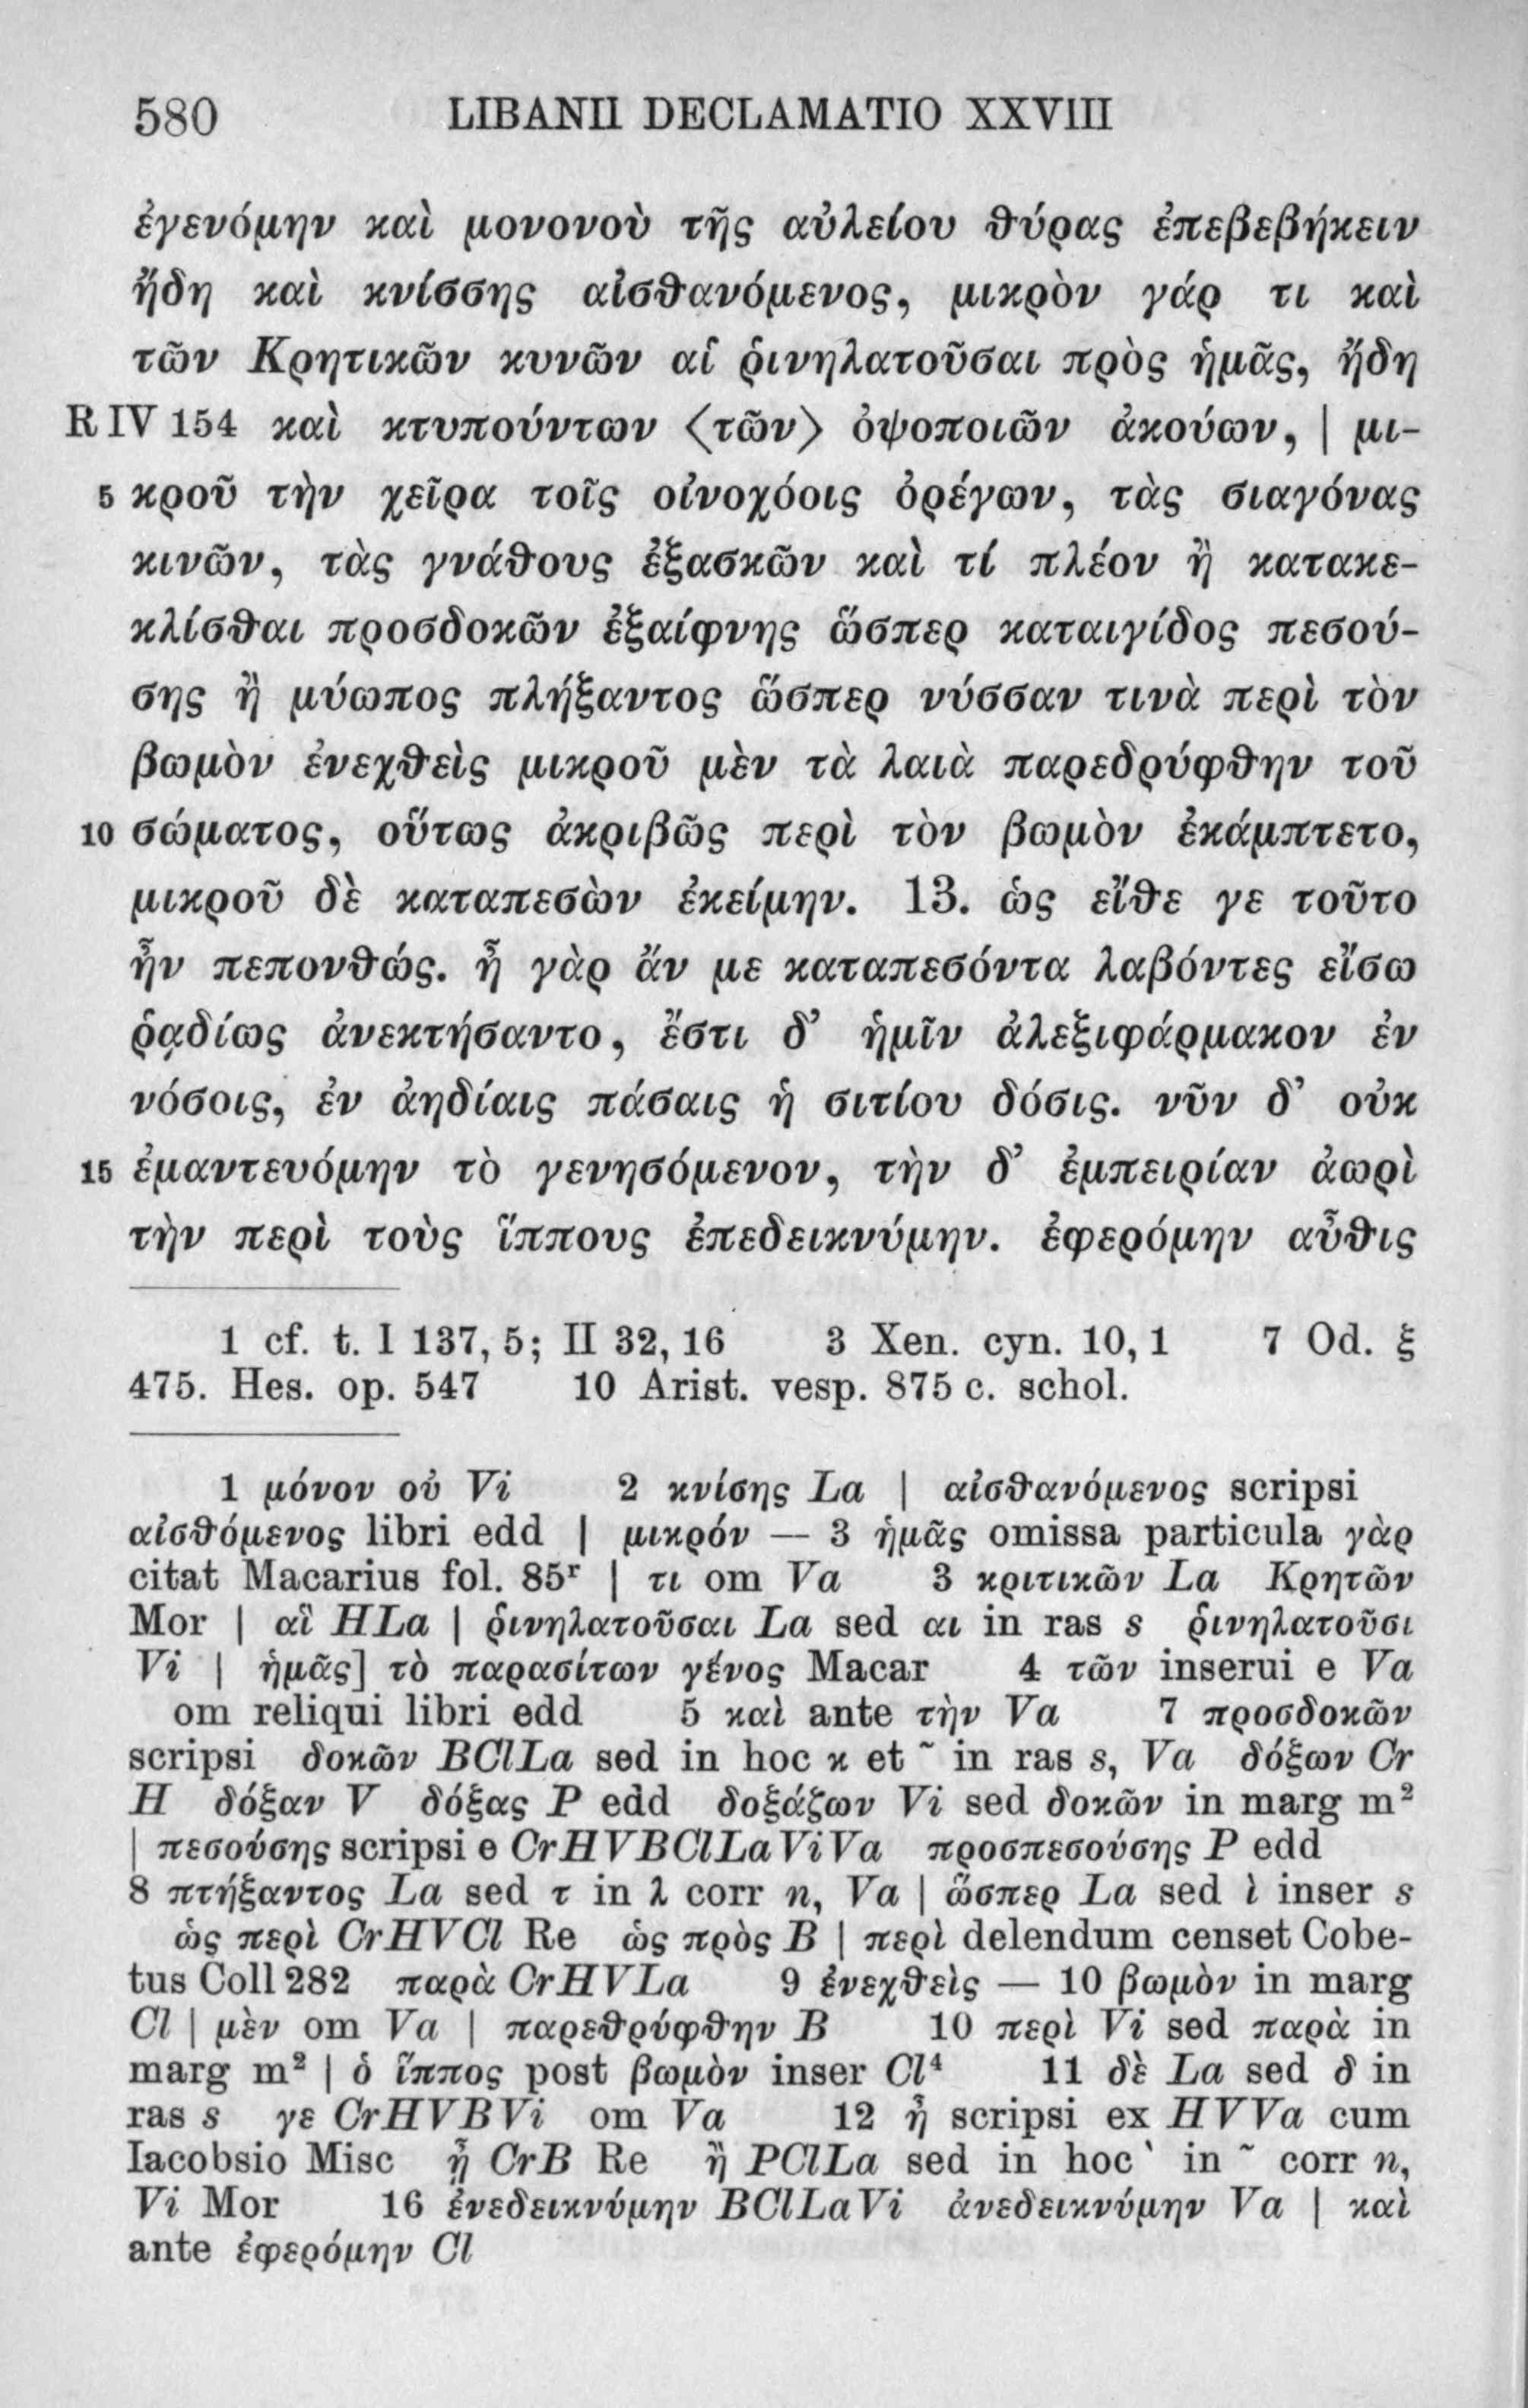 580 LIBANII DECLAMATIO XXVIII
ἐγενόμην καὶ μονονοὺ τῆς αὐλείου θύρας ἐπεβεβήκειν
ἤδη καὶ κνίσσης αἰσθανόμενος, μικρὸν γάρ τι καὶ
τῶν Κρητικῶν κυνῶν αἱ ῥινηλατοῦσαι πρὸς ἡμᾶς, ἤδη
R IV 154 καὶ κτυπούντων ⟨τῶν⟩ ὀψοποιῶν ἀκούων, | μι-
5 κροῦ τὴν χεῖρα τοῖς οἰνοχόοις ὀρέγων, τὰς σιαγόνας
κινῶν, τὰς γνάθους ἐξασκῶν καὶ τί πλέον ἢ κατακε-
κλίσθαι προσδοκῶν ἐξαίφνης ὥσπερ καταιγίδος πεσού-
σης ἢ μύωπος πλήξαντος ὥσπερ νύσσαν τινὰ περὶ τὸν
βωμὸν ἐνεχθεὶς μικροῦ μὲν τὰ λαιὰ παρεδρύφθην τοῦ
10 σώματος, οὕτως ἀκριβῶς περὶ τὸν βωμὸν ἐκάμπτετο,
μικροῦ δὲ καταπεσὼν ἐκείμην. 13. ὡς εἴθε γε τοῦτο
ἦν πεπονθώς. ἦ γὰρ ἄν με καταπεσόντα λαβόντες εἴσω
ῥᾳδίως ἀνεκτήσαντο, ἔστι δ’ ἡμῖν ἀλεξιφάρμακον ἐν
νόσοις, ἐν ἀηδίαις πάσαις ἡ σιτίου δόσις. νῦν δ’ οὐκ
15 ἐμαντευόμην τὸ γενησόμενον, τὴν δ’ ἐμπειρίαν ἀωρὶ
τὴν περὶ τοὺς ἵππους ἐπεδεικνύμην. ἐφερόμην αὖθις
1 cf. t. I 137, 5; II 32, 16 3 Xen. cyn. 10, 1 7 Od. ξ
475. Hes. op. 547 10 Arist. vesp. 875 c. schol.
1 μόνον οὐ Vi 2 κνίσης La | αἰσθανόμενος scripsi
αἰσθόμενος libri edd | μικρόν — 3 ἡμᾶς omissa particula γὰρ
citat Macarius fol. 85ʳ | τι om Va 3 κριτικῶν La Κρητῶν
Mor | αἳ HLa | ῥινηλατοῦσαι La sed αι in ras s ῥινηλατοῦσι
Vi | ἡμᾶς] τὸ παρασίτων γένος Macar 4 τῶν inserui e Va
om reliqui libri edd 5 καὶ ante τὴν Va 7 προσδοκῶν
scripsi δοκῶν BClLa sed in hoc κ et ῀ in ras s, Va δόξων Cr
H δόξαν V δόξας P edd δοξάζων Vi sed δοκῶν in marg m²
| πεσούσης scripsi e CrHVBClLaViVa προσπεσούσης P edd
8 πτήξαντος La sed τ in λ corr n, Va | ὥσπερ La sed ὶ inser s
ὡς περὶ CrHVCl Re ὡς πρὸς B | περὶ delendum censet Cobe-
tus Coll 282 παρὰ CrHVLa 9 ἐνεχθεὶς — 10 βωμὸν in marg
Cl | μὲν om Va | παρεθρύφθην B 10 περὶ Vi sed παρὰ in
marg m² | ὁ ἵππος post βωμὸν inser Cl⁴ 11 δὲ La sed δ in
ras s γε CrHVBVi om Va 12 ἦ scripsi ex HVVa cum
Iacobsio Misc ᾖ CrB Re ἢ PClLa sed in hoc ` in ῀ corr n,
Vi Mor 16 ἐνεδεικνύμην BClLaVi ἀνεδεικνύμην Va | καὶ
ante ἐφερόμην Cl